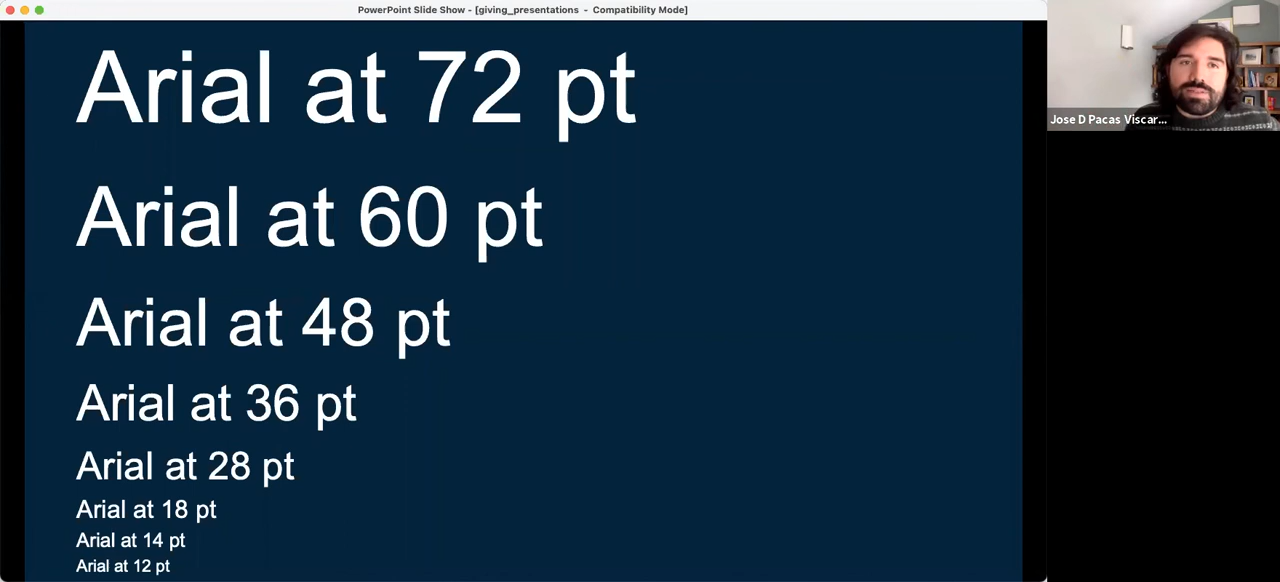 PowerPoint Slide Show - [giving_presentations - Compatibility Mode]
Arial at 72 pt
Arial at 60 pt
Arial at 48 pt
Arial at 36 pt
Arial at 28 pt
Arial at 18 pt
Arial at 14 pt
Arial at 12 pt
Jose D Pacas Viscar...